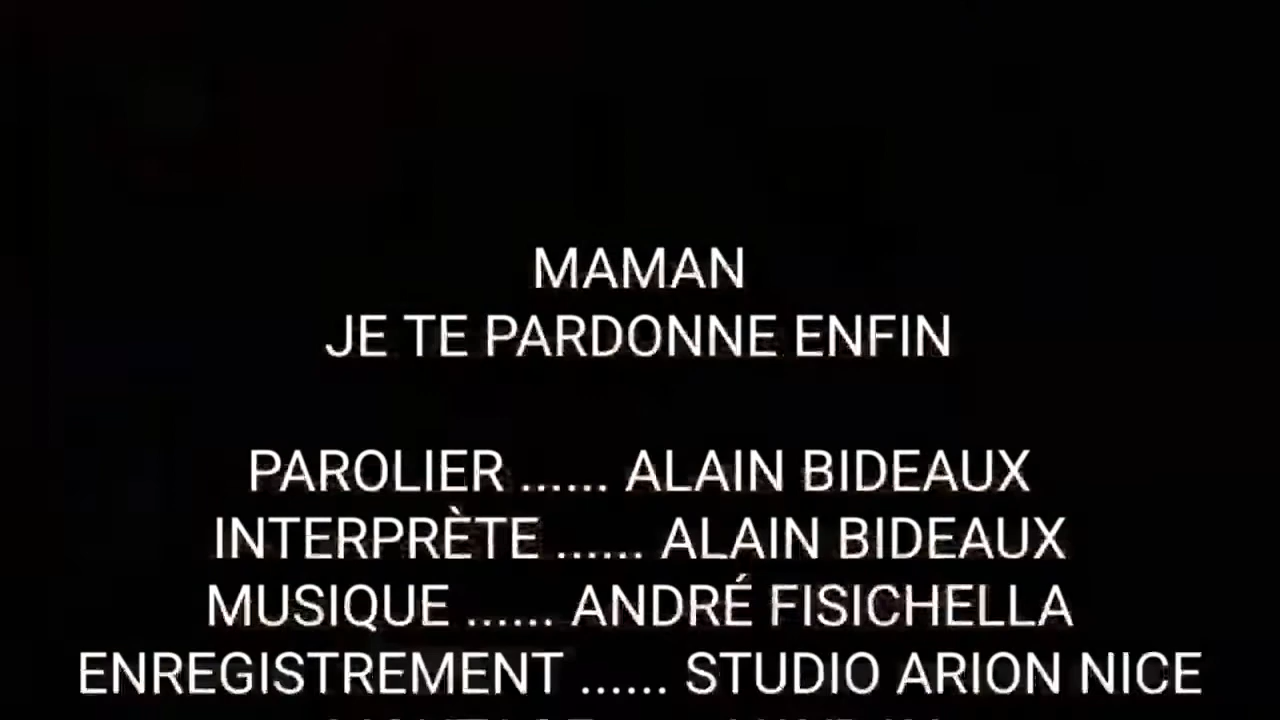 MAMAN
JE TE PARDONNE ENFIN
PAROLIER ...... ALAIN BIDEAUX
INTERPRÈTE ...... ALAIN BIDEAUX
MUSIQUE ...... ANDRÉ FISICHELLA
ENREGISTREMENT ...... STUDIO ARION NICE